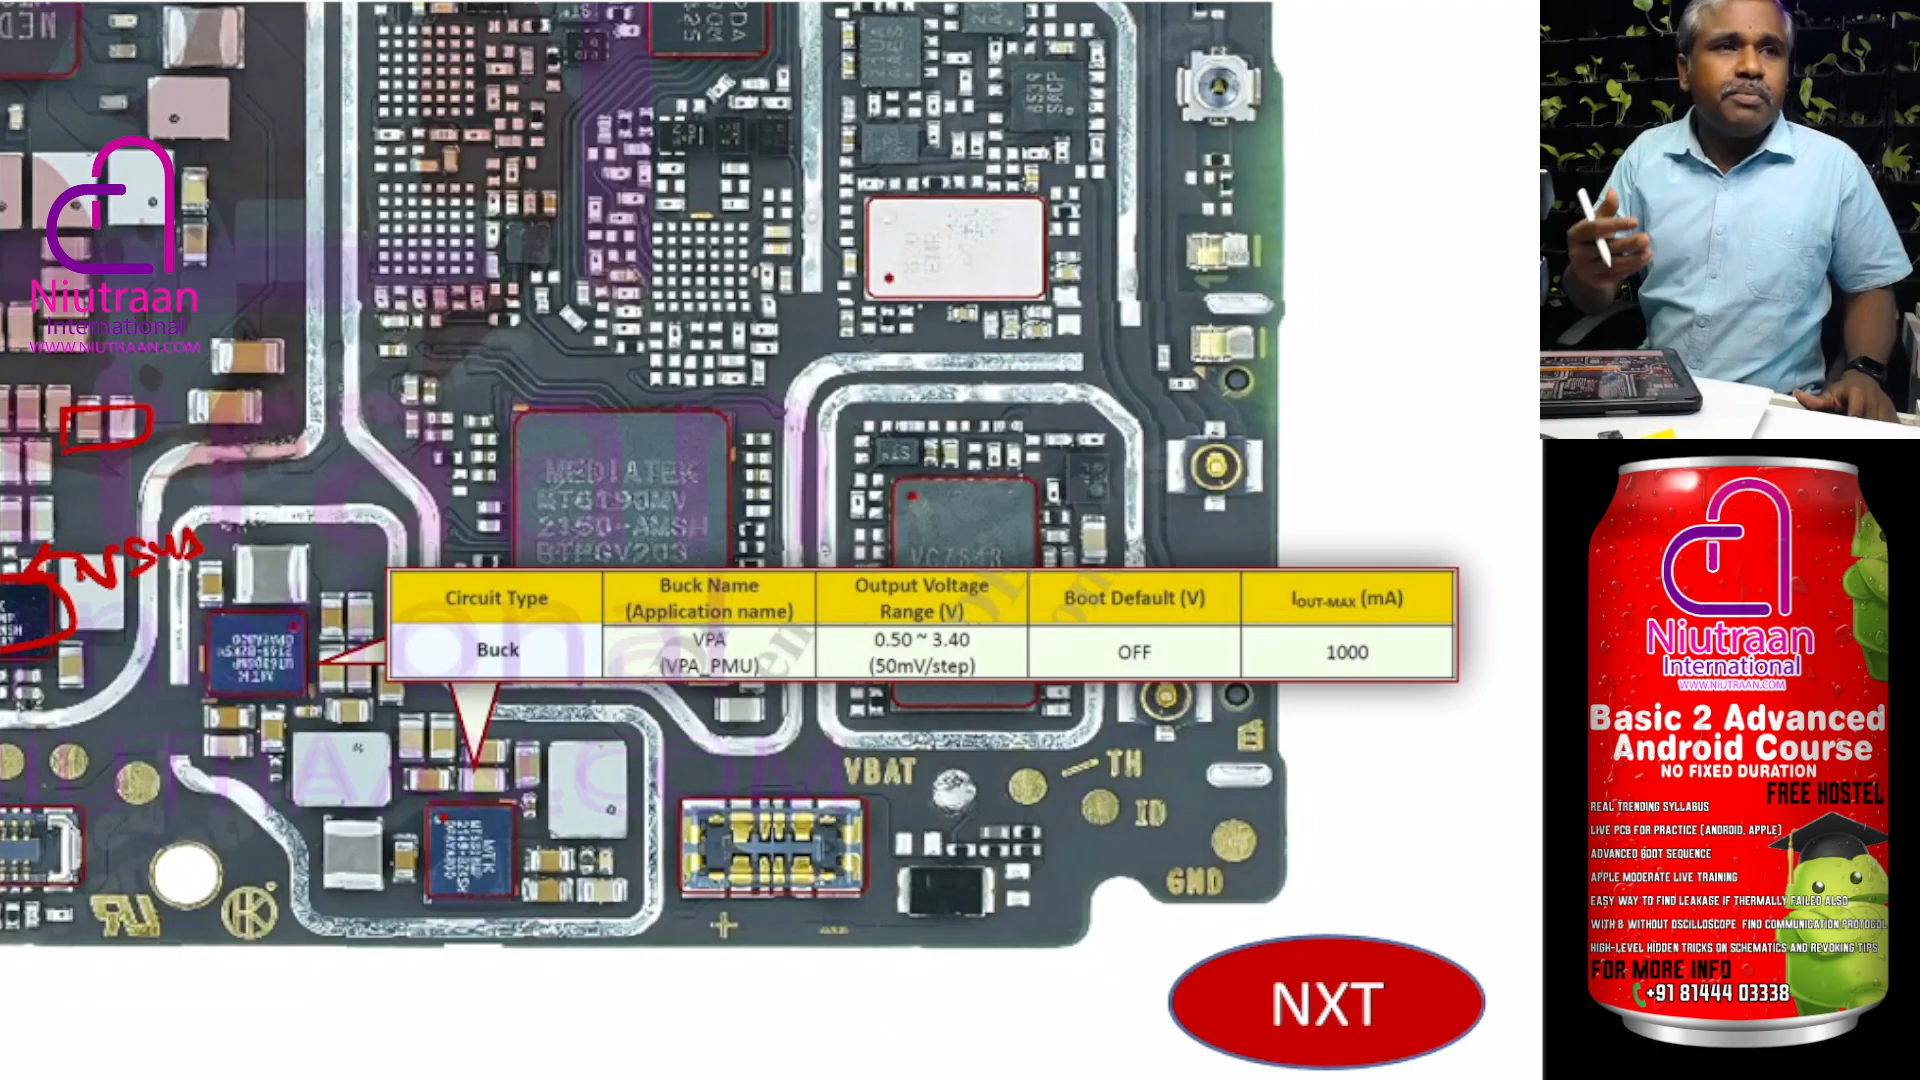 Niutraan
International
WWW.NIUTRAAN.COM
MEDIATEK
MT6190MV
2150-AMSH
BTPGV203
Circuit Type
Buck Name
(Application name)
Output Voltage
Range (V)
Boot Default (V)
IOUT-MAX (mA)
Buck
VPA
(VPA_PMU)
0.50 ~ 3.40
(50mV/step)
OFF
1000
VBAT
TH
ID
GND
+
NXT
Niutraan
International
WWW.NIUTRAAN.COM
Basic 2 Advanced
Android Course
NO FIXED DURATION
FREE HOSTEL
REAL TRENDING SYLLABUS
LIVE PCB FOR PRACTICE (ANDROID, APPLE)
ADVANCED BOOT SEQUENCE
APPLE MODERATE LIVE TRAINING
EASY WAY TO FIND LEAKAGE IF THERMALLY FAILED ALSO
WITH & WITHOUT OSCILLOSCOPE FIND COMMUNICATION PROTOCOL
HIGH-LEVEL HIDDEN TRICKS ON SCHEMATICS AND REVOKING TIPS
FOR MORE INFO
+91 81444 03338